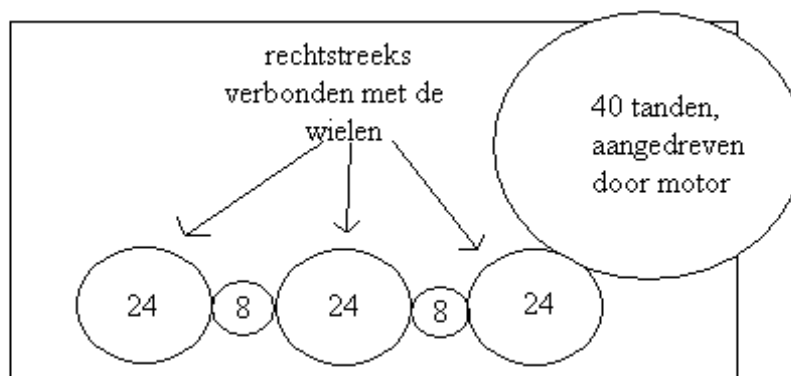 rechtstreeks
verbonden met de
wielen
40 tanden,
aangedreven
door motor
24
8
24
8
24